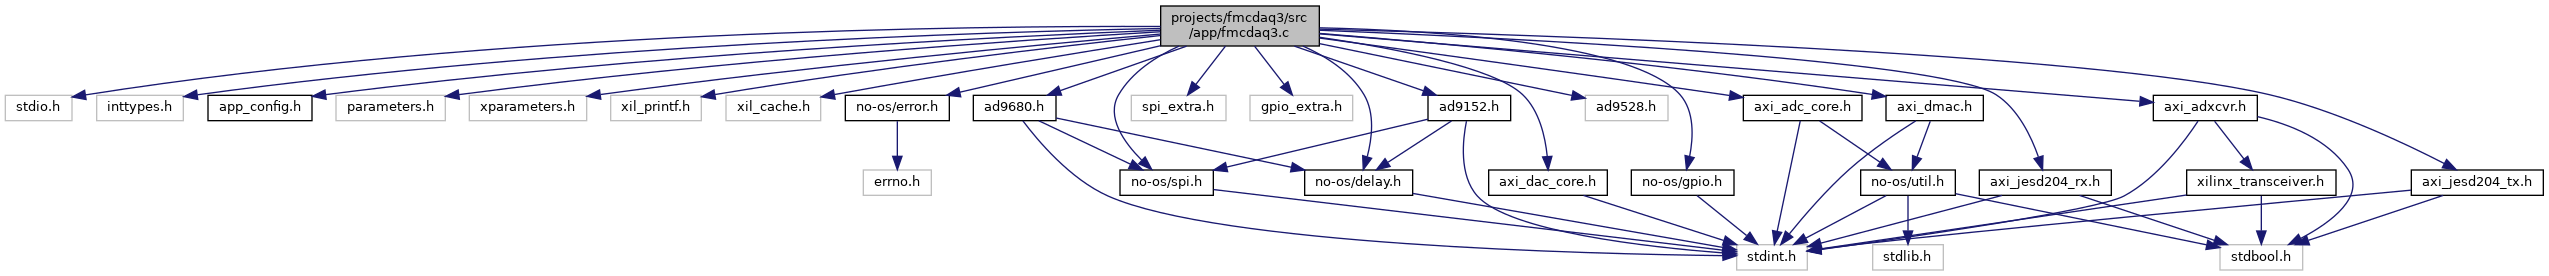 projects/fmcdaq3/src
/app/fmcdaq3.c
stdio.h
inttypes.h
app_config.h
parameters.h
xparameters.h
xil_printf.h
xil_cache.h
no-os/error.h
ad9680.h
spi_extra.h
gpio_extra.h
ad9152.h
ad9528.h
axi_adc_core.h
axi_dmac.h
axi_adxcvr.h
errno.h
no-os/spi.h
no-os/delay.h
axi_dac_core.h
no-os/gpio.h
no-os/util.h
axi_jesd204_rx.h
xilinx_transceiver.h
axi_jesd204_tx.h
stdint.h
stdlib.h
stdbool.h